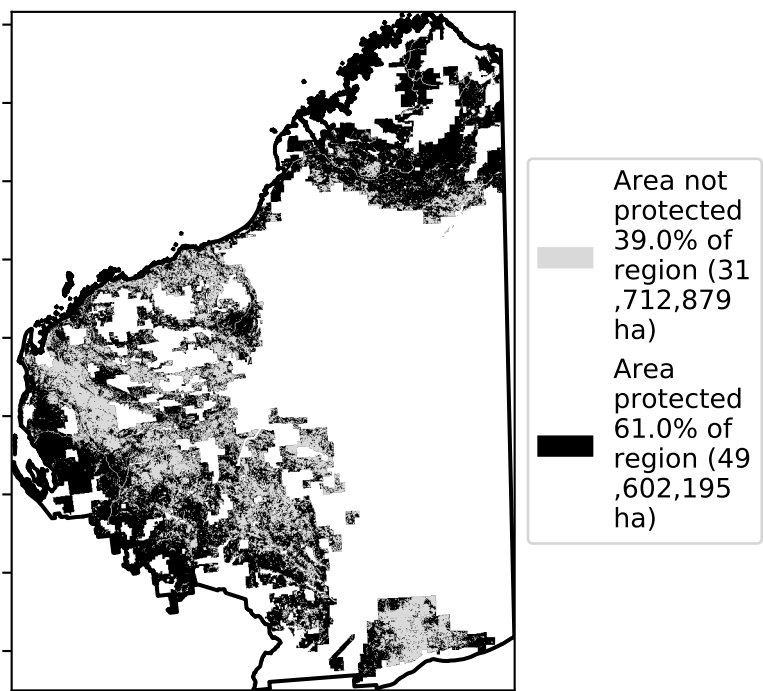 Area not
protected
39.0% of
region (31
,712,879
ha)
Area
protected
61.0% of
region (49
,602,195
ha)